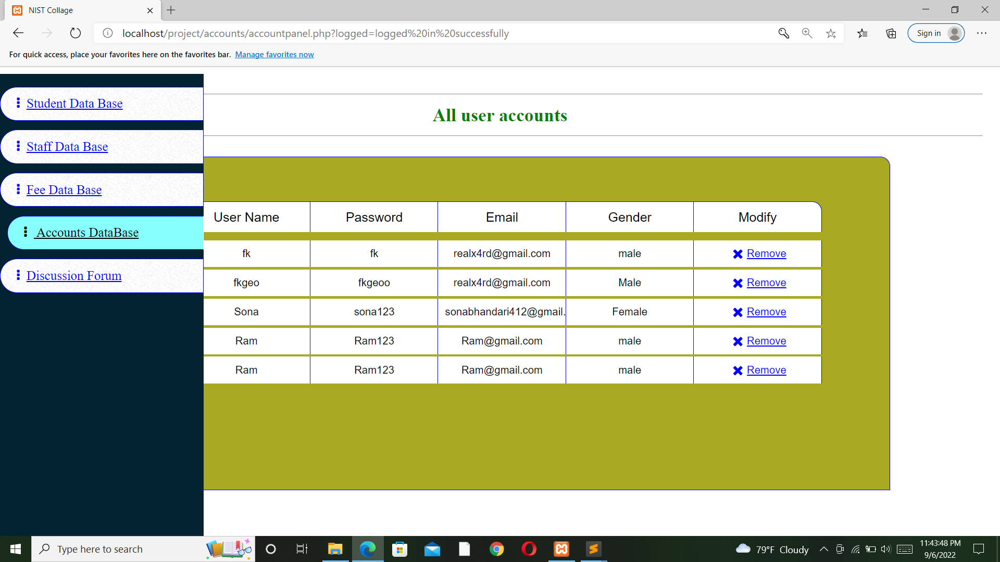 NIST Collage
localhost/project/accounts/accountpanel.php?logged=logged%20in%20successfully
Sign in
For quick access, place your favorites here on the favorites bar. Manage favorites now
Student Data Base
Staff Data Base
Fee Data Base
Accounts DataBase
Discussion Forum
All user accounts
User Name Password Email Gender Modify
fk fk realx4rd@gmail.com male Remove
fkgeo fkgeoo realx4rd@gmail.com Male Remove
Sona sona123 sonabhandari412@gmail. Female Remove
Ram Ram123 Ram@gmail.com male Remove
Ram Ram123 Ram@gmail.com male Remove
Type here to search
79°F Cloudy
11:43:48 PM
9/6/2022